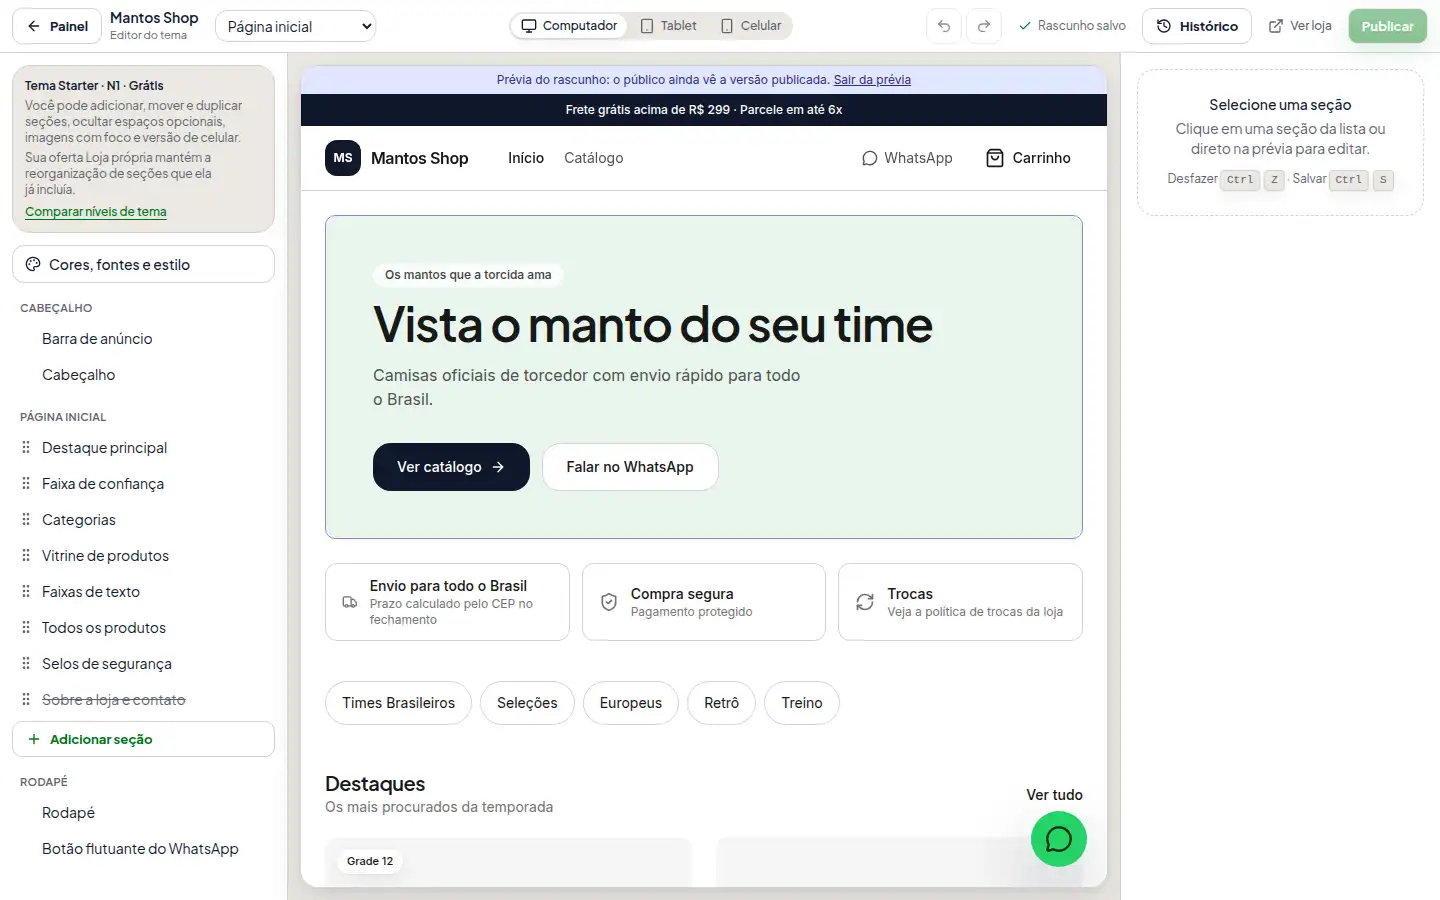 Painel
Mantos Shop
Editor do tema
Página inicial
Computador
Tablet
Celular
Rascunho salvo
Histórico
Ver loja
Publicar
Tema Starter · N1 · Grátis
Você pode adicionar, mover e duplicar
seções, ocultar espaços opcionais,
imagens com foco e versão de celular.
Sua oferta Loja própria mantém a
reorganização de seções que ela
já incluía.
Comparar níveis de tema
Cores, fontes e estilo
CABEÇALHO
Barra de anúncio
Cabeçalho
PÁGINA INICIAL
Destaque principal
Faixa de confiança
Categorias
Vitrine de produtos
Faixas de texto
Todos os produtos
Selos de segurança
Sobre a loja e contato
Adicionar seção
RODAPÉ
Rodapé
Botão flutuante do WhatsApp
Prévia do rascunho: o público ainda vê a versão publicada. Sair da prévia
Frete grátis acima de R$ 299 · Parcele em até 6x
MS
Mantos Shop
Início
Catálogo
WhatsApp
Carrinho
Os mantos que a torcida ama
Vista o manto do seu time
Camisas oficiais de torcedor com envio rápido para todo
o Brasil.
Ver catálogo
Falar no WhatsApp
Envio para todo o Brasil
Prazo calculado pelo CEP no
fechamento
Compra segura
Pagamento protegido
Trocas
Veja a política de trocas da loja
Times Brasileiros
Seleções
Europeus
Retrô
Treino
Destaques
Os mais procurados da temporada
Ver tudo
Grade 12
Selecione uma seção
Clique em uma seção da lista ou
direto na prévia para editar.
Desfazer Ctrl Z · Salvar Ctrl S